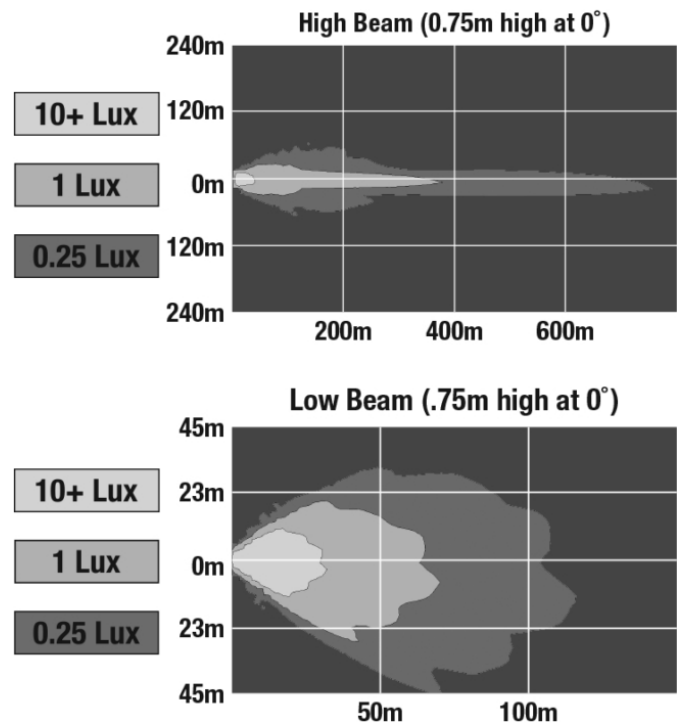 High Beam (0.75m high at 0˚)
240m
10+ Lux
120m
1 Lux
0m
0.25 Lux
120m
240m
200m 400m 600m
Low Beam (.75m high at 0˚)
45m
10+ Lux
23m
1 Lux
0m
0.25 Lux
23m
45m
50m 100m